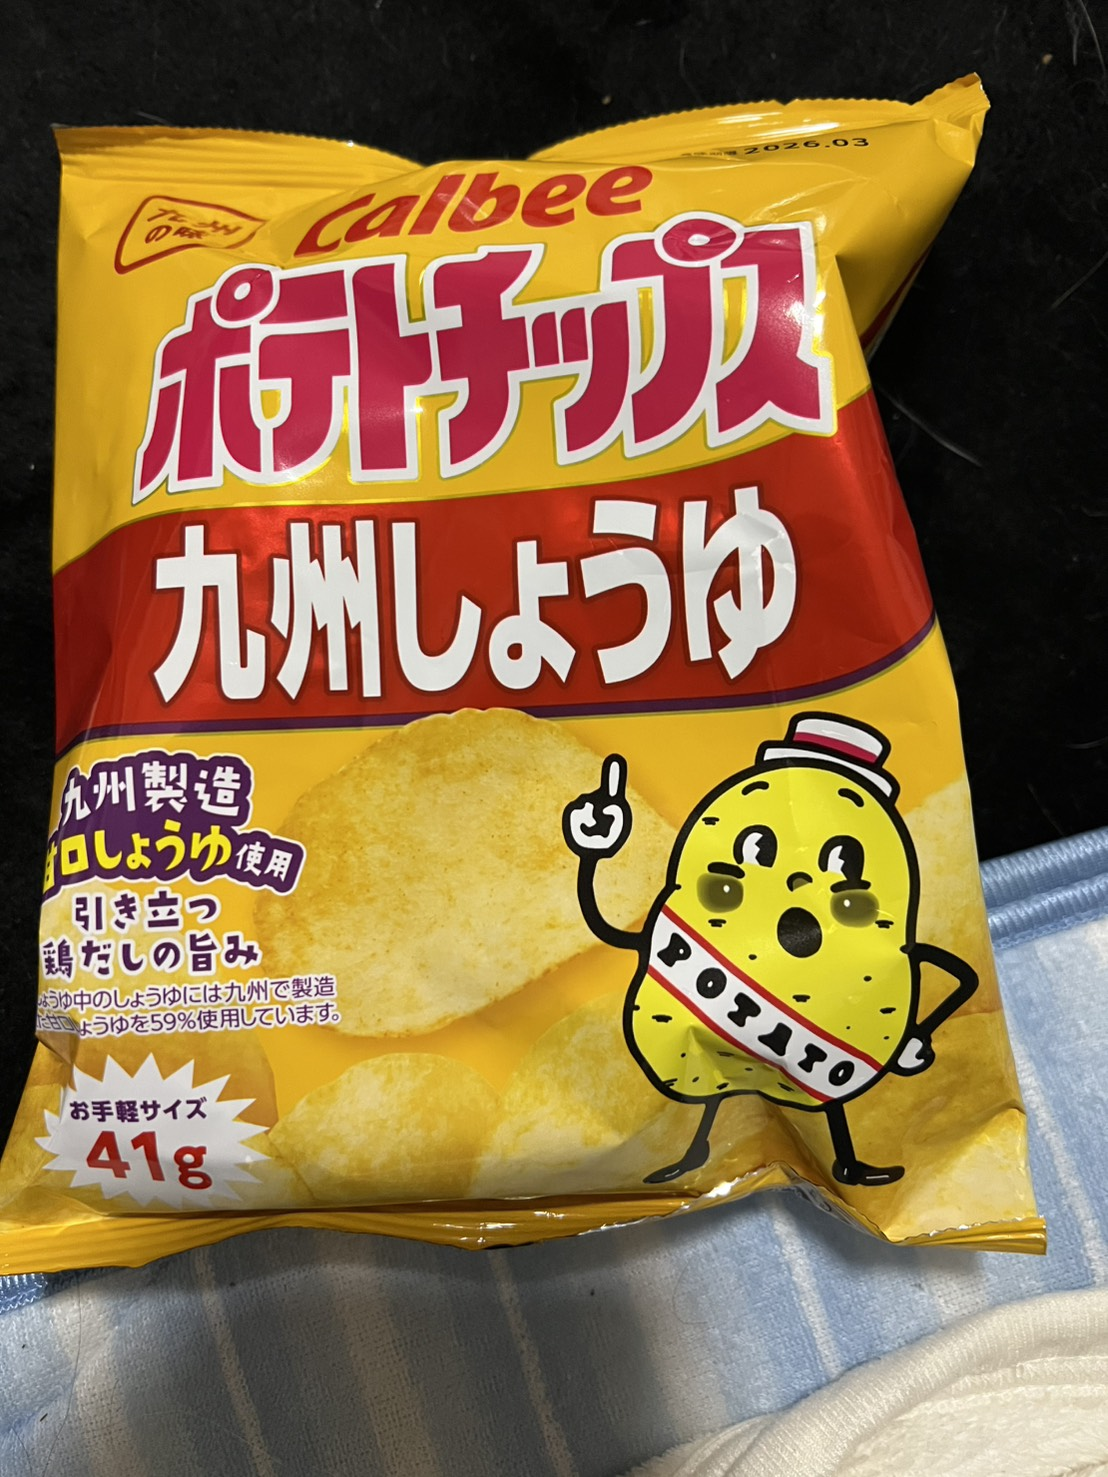 九州
の味
Calbee
2026.03
ポテトチップス
九州しょうゆ
九州製造
甘口しょうゆ使用
引き立つ
鶏だしの旨み
しょうゆ中のしょうゆには九州で製造
甘口しょうゆを59%使用しています。
お手軽サイズ
41g
POTATO